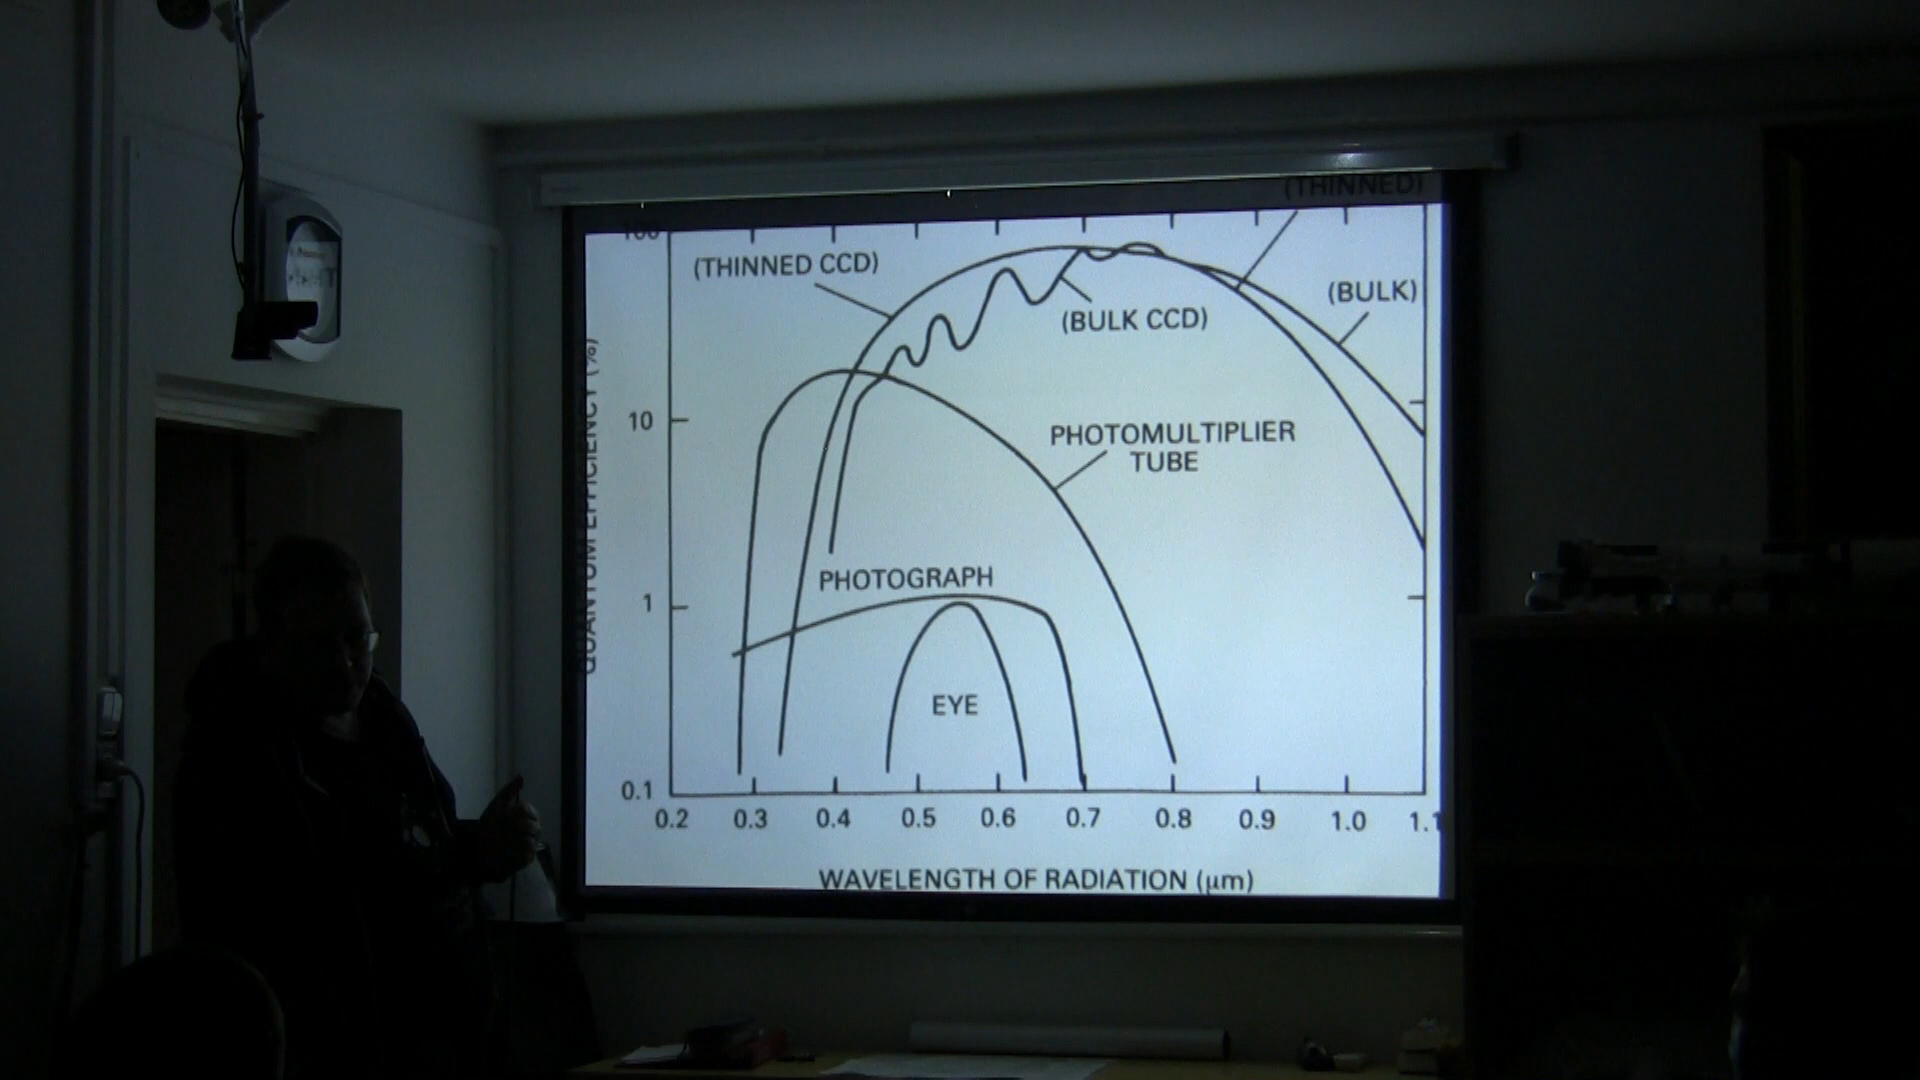 (THINNED)
100
(THINNED CCD)
(BULK)
(BULK CCD)
10
PHOTOMULTIPLIER
TUBE
QUANTUM EFFICIENCY (%)
PHOTOGRAPH
1
EYE
0.1
0.2 0.3 0.4 0.5 0.6 0.7 0.8 0.9 1.0 1.1
WAVELENGTH OF RADIATION (μm)